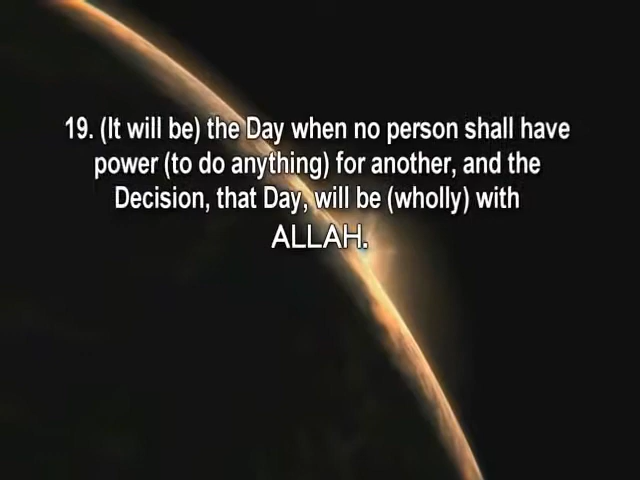 19. (It will be) the Day when no person shall have
power (to do anything) for another, and the
Decision, that Day, will be (wholly) with
ALLAH.